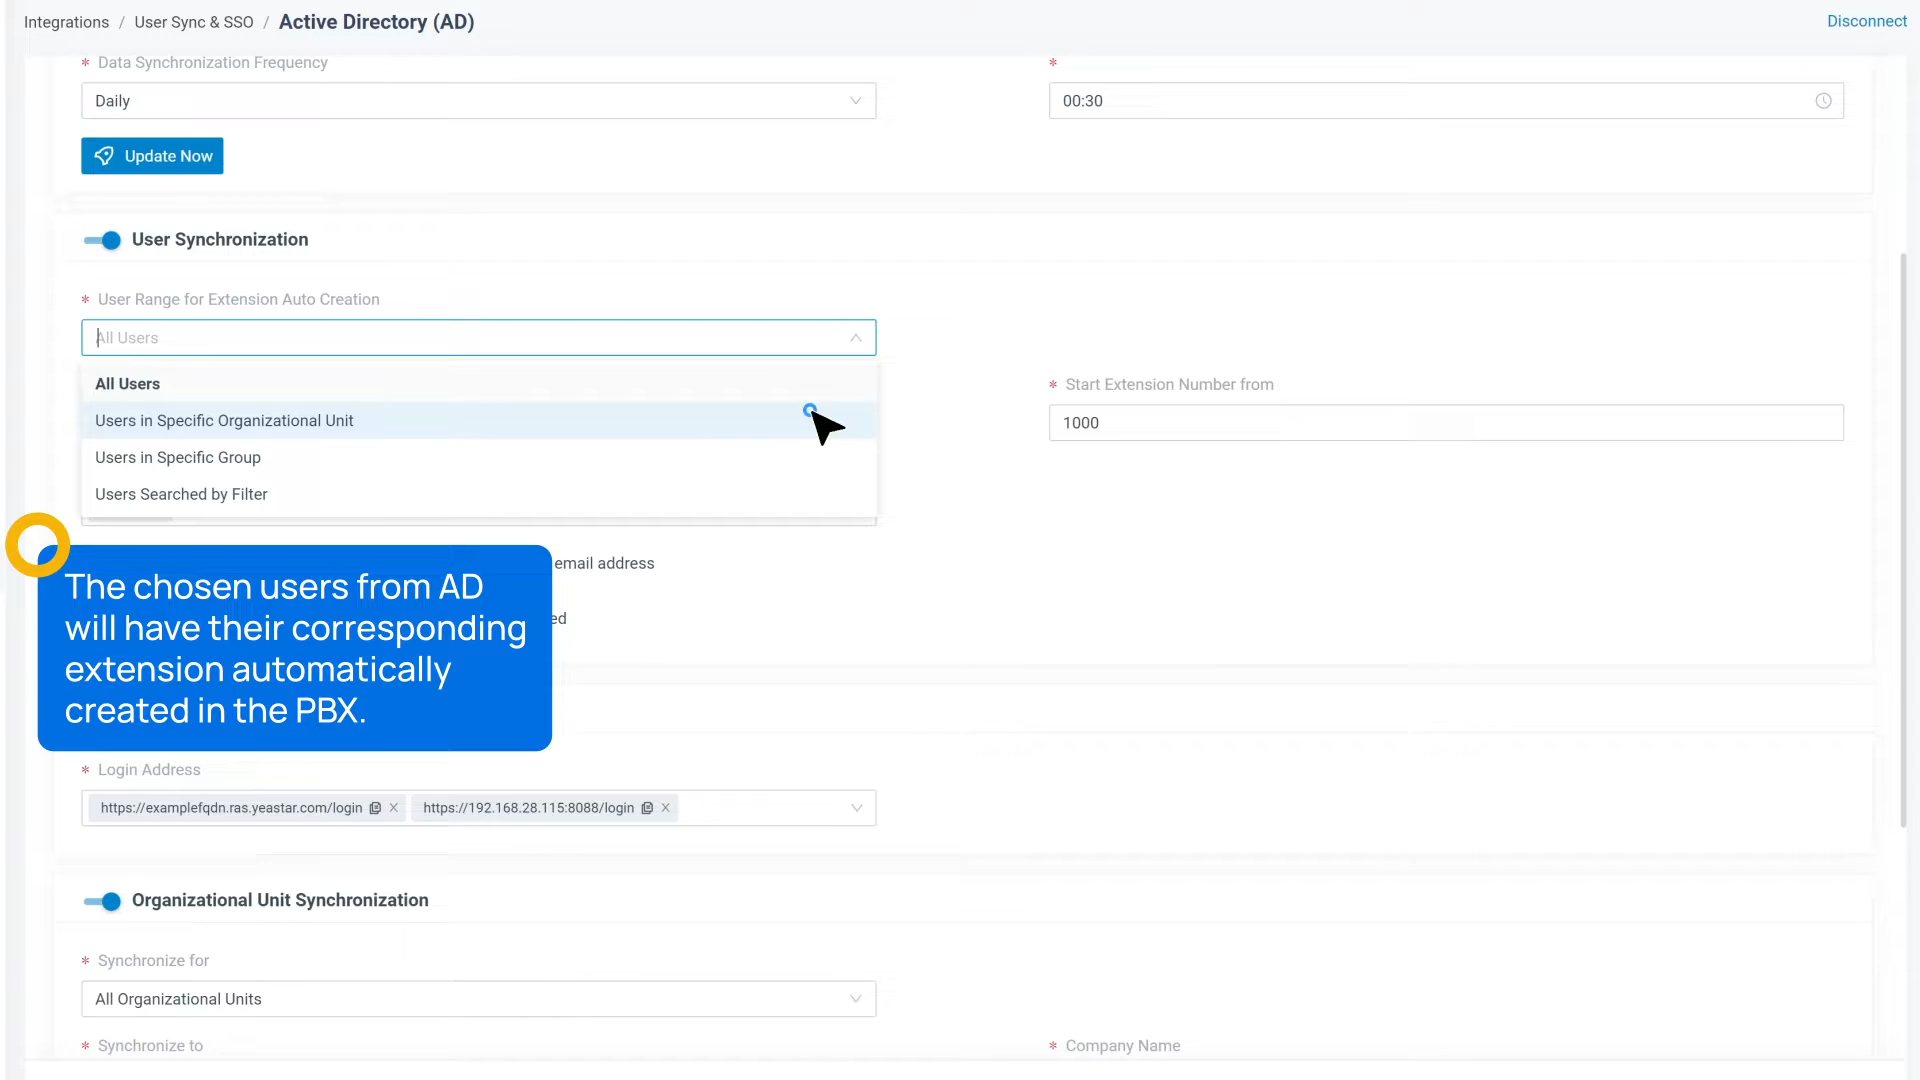 Integrations / User Sync & SSO / Active Directory (AD)
Disconnect
* Data Synchronization Frequency
*
Daily
00:30
Update Now
User Synchronization
* User Range for Extension Auto Creation
All Users
All Users
* Start Extension Number from
Users in Specific Organizational Unit
1000
Users in Specific Group
Users Searched by Filter
email address
ed
The chosen users from AD
will have their corresponding
extension automatically
created in the PBX.
* Login Address
https://examplefqdn.ras.yeastar.com/login
https://192.168.28.115:8088/login
Organizational Unit Synchronization
* Synchronize for
All Organizational Units
* Synchronize to
* Company Name